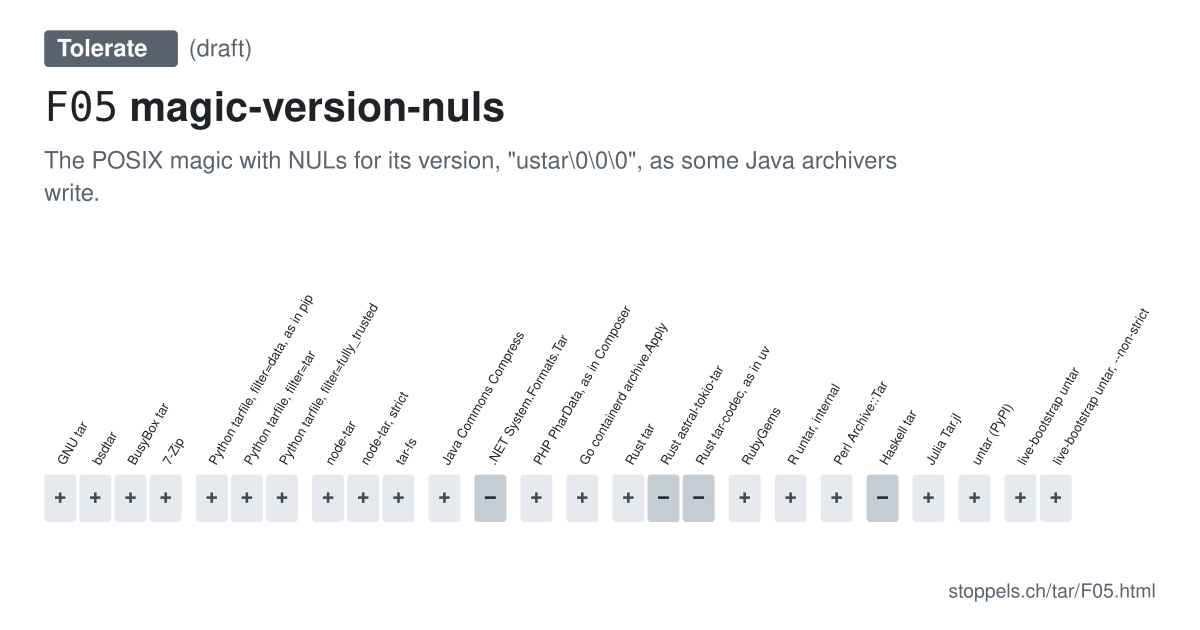 Tolerate (draft)
F05 magic-version-nuls
The POSIX magic with NULs for its version, "ustar\0\0\0", as some Java archivers
write.
GNU tar
bsdtar
BusyBox tar
7-Zip
Python tarfile, filter=data, as in pip
Python tarfile, filter=tar
Python tarfile, filter=fully_trusted
node-tar
node-tar, strict
tar-fs
Java Commons Compress
.NET System.Formats.Tar
PHP PharData, as in Composer
Go containerd archive.Apply
Rust tar
Rust astral-tokio-tar
Rust tar-codec, as in uv
RubyGems
R untar, internal
Perl Archive::Tar
Haskell tar
Julia Tar.jl
untar (PyPI)
live-bootstrap untar
live-bootstrap untar, --non-strict
+ + + + + + + + + + + − + + + − − + + + − + + + +
stoppels.ch/tar/F05.html